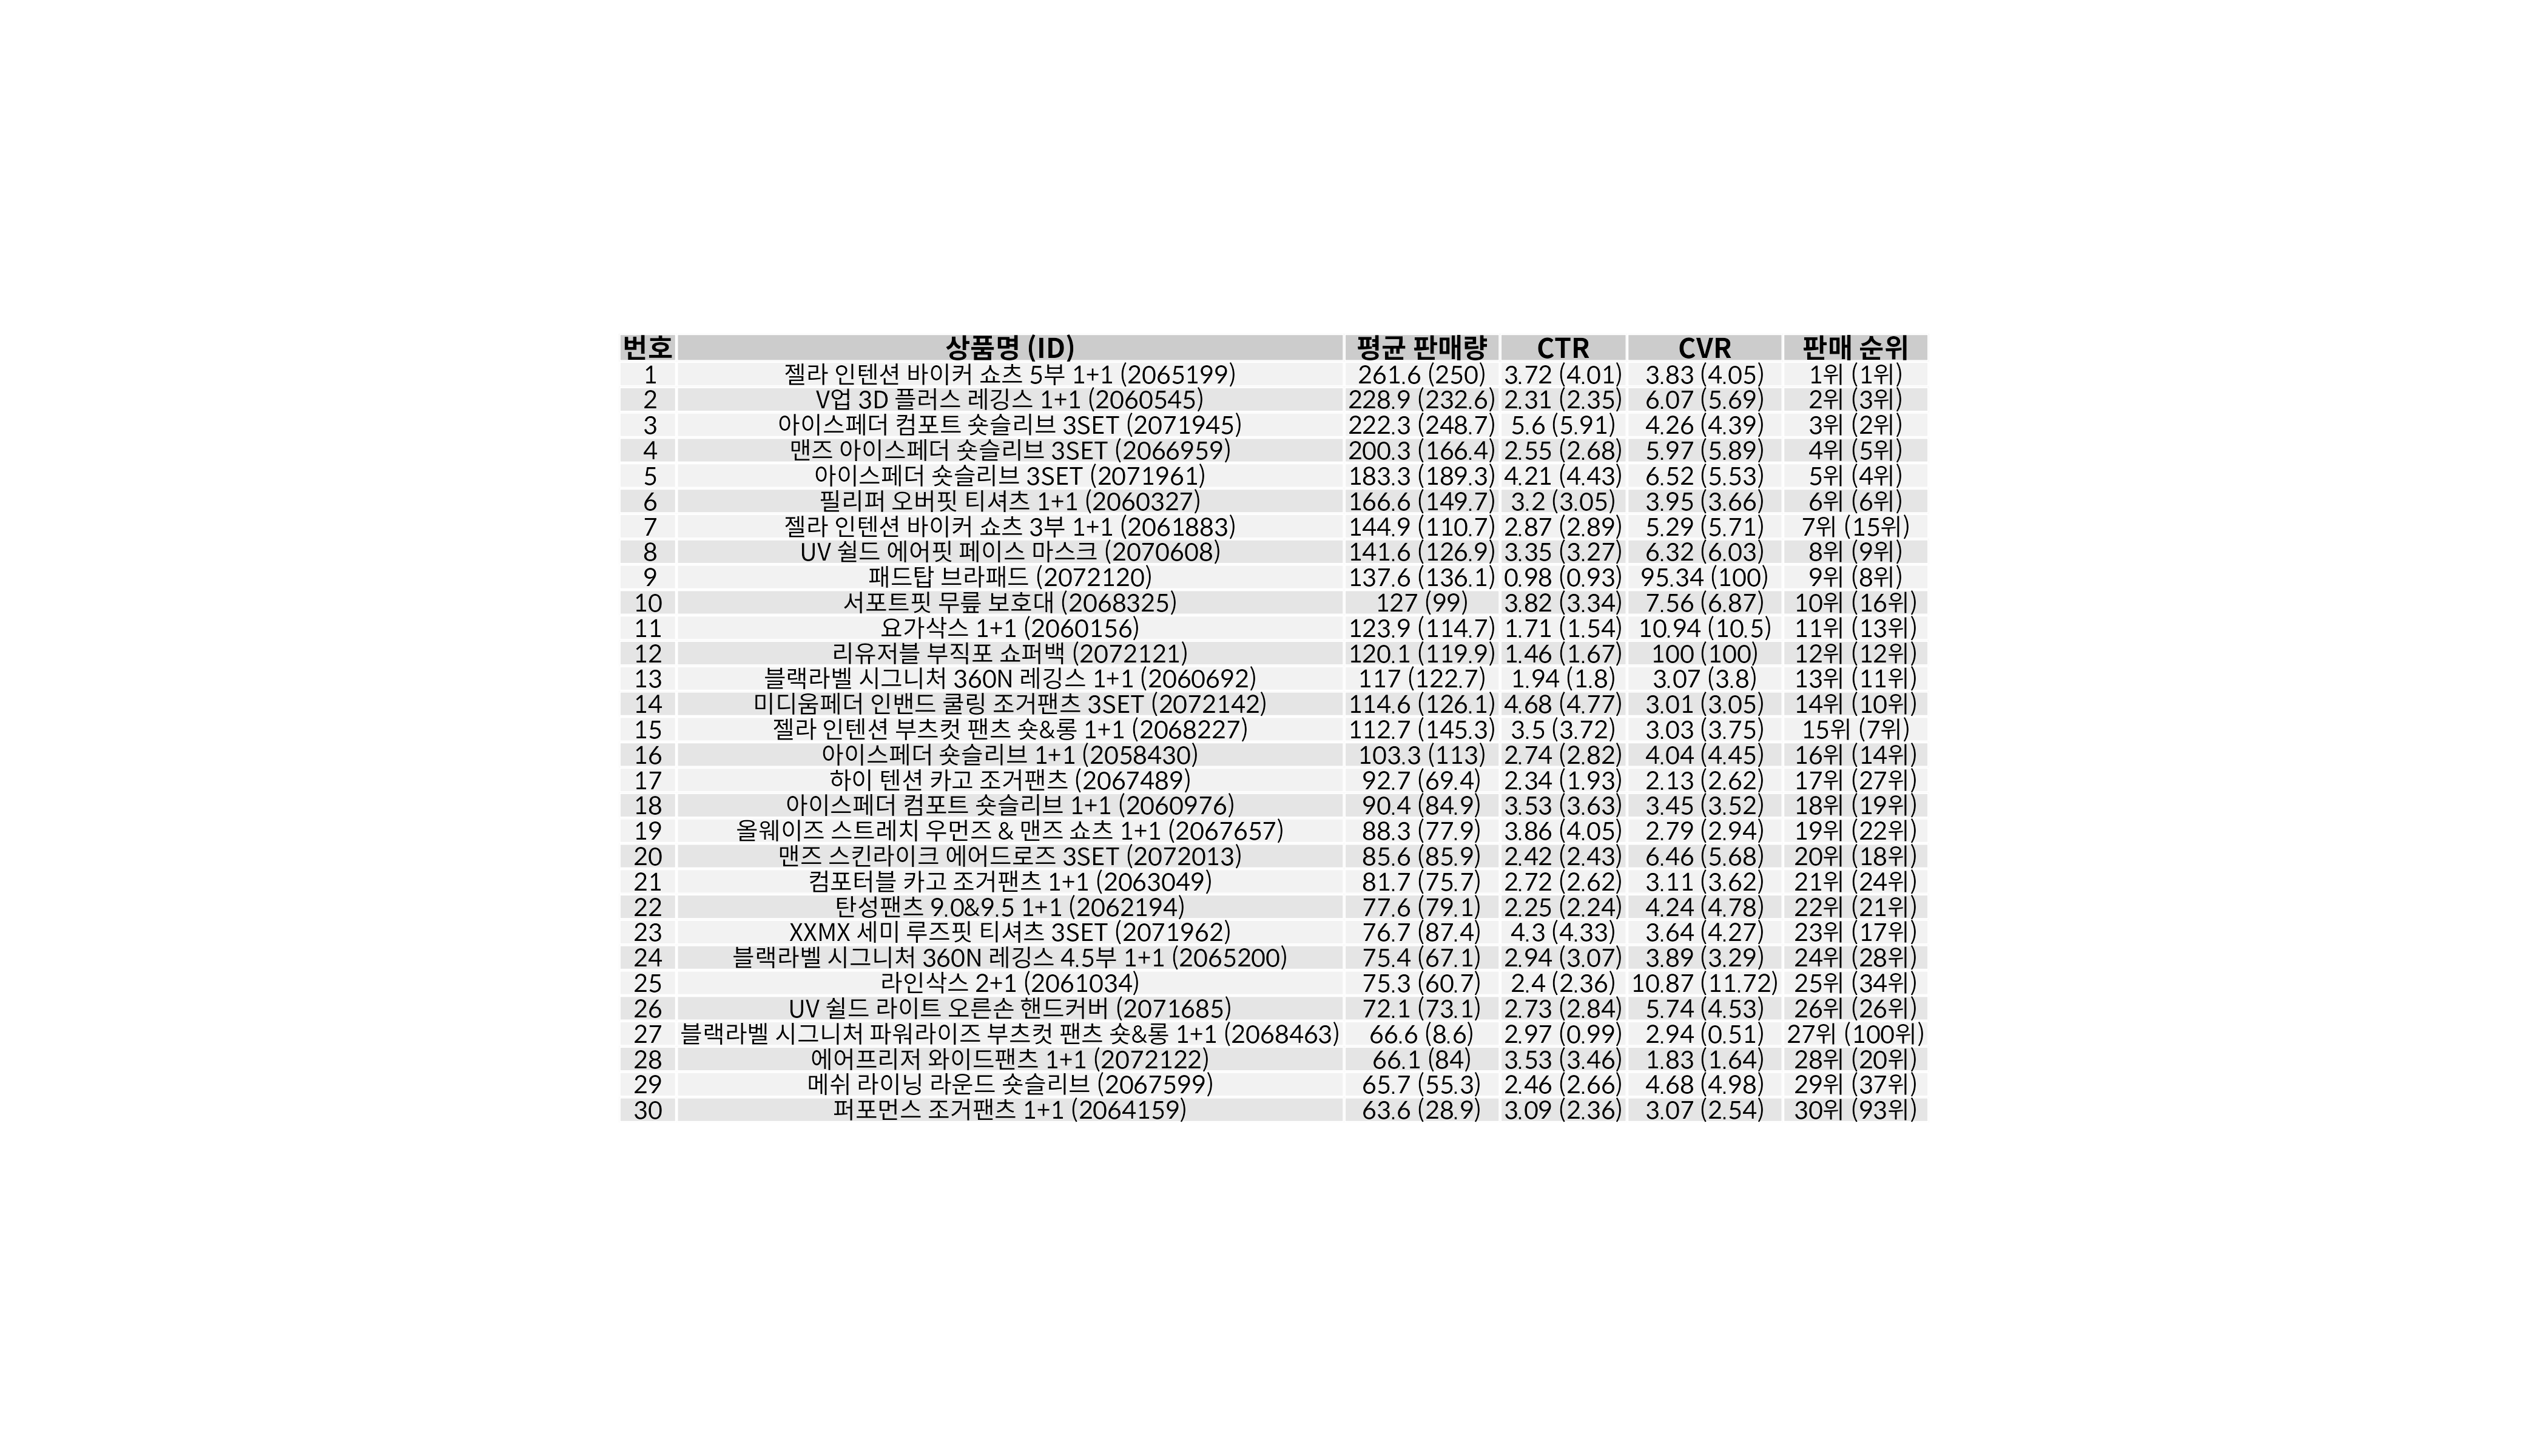 번호 상품명 (ID) 평균 판매량 CTR CVR 판매 순위
1 젤라 인텐션 바이커 쇼츠 5부 1+1 (2065199) 261.6 (250) 3.72 (4.01) 3.83 (4.05) 1위 (1위)
2 V업 3D 플러스 레깅스 1+1 (2060545) 228.9 (232.6) 2.31 (2.35) 6.07 (5.69) 2위 (3위)
3 아이스페더 컴포트 숏슬리브 3SET (2071945) 222.3 (248.7) 5.6 (5.91) 4.26 (4.39) 3위 (2위)
4 맨즈 아이스페더 숏슬리브 3SET (2066959) 200.3 (166.4) 2.55 (2.68) 5.97 (5.89) 4위 (5위)
5 아이스페더 숏슬리브 3SET (2071961) 183.3 (189.3) 4.21 (4.43) 6.52 (5.53) 5위 (4위)
6 필리퍼 오버핏 티셔츠 1+1 (2060327) 166.6 (149.7) 3.2 (3.05) 3.95 (3.66) 6위 (6위)
7 젤라 인텐션 바이커 쇼츠 3부 1+1 (2061883) 144.9 (110.7) 2.87 (2.89) 5.29 (5.71) 7위 (15위)
8 UV 쉴드 에어핏 페이스 마스크 (2070608) 141.6 (126.9) 3.35 (3.27) 6.32 (6.03) 8위 (9위)
9 패드탑 브라패드 (2072120) 137.6 (136.1) 0.98 (0.93) 95.34 (100) 9위 (8위)
10 서포트핏 무릎 보호대 (2068325) 127 (99) 3.82 (3.34) 7.56 (6.87) 10위 (16위)
11 요가삭스 1+1 (2060156) 123.9 (114.7) 1.71 (1.54) 10.94 (10.5) 11위 (13위)
12 리유저블 부직포 쇼퍼백 (2072121) 120.1 (119.9) 1.46 (1.67) 100 (100) 12위 (12위)
13 블랙라벨 시그니처 360N 레깅스 1+1 (2060692) 117 (122.7) 1.94 (1.8) 3.07 (3.8) 13위 (11위)
14 미디움페더 인밴드 쿨링 조거팬츠 3SET (2072142) 114.6 (126.1) 4.68 (4.77) 3.01 (3.05) 14위 (10위)
15 젤라 인텐션 부츠컷 팬츠 숏&롱 1+1 (2068227) 112.7 (145.3) 3.5 (3.72) 3.03 (3.75) 15위 (7위)
16 아이스페더 숏슬리브 1+1 (2058430) 103.3 (113) 2.74 (2.82) 4.04 (4.45) 16위 (14위)
17 하이 텐션 카고 조거팬츠 (2067489) 92.7 (69.4) 2.34 (1.93) 2.13 (2.62) 17위 (27위)
18 아이스페더 컴포트 숏슬리브 1+1 (2060976) 90.4 (84.9) 3.53 (3.63) 3.45 (3.52) 18위 (19위)
19 올웨이즈 스트레치 우먼즈 & 맨즈 쇼츠 1+1 (2067657) 88.3 (77.9) 3.86 (4.05) 2.79 (2.94) 19위 (22위)
20 맨즈 스킨라이크 에어드로즈 3SET (2072013) 85.6 (85.9) 2.42 (2.43) 6.46 (5.68) 20위 (18위)
21 컴포터블 카고 조거팬츠 1+1 (2063049) 81.7 (75.7) 2.72 (2.62) 3.11 (3.62) 21위 (24위)
22 탄성팬츠 9.0&9.5 1+1 (2062194) 77.6 (79.1) 2.25 (2.24) 4.24 (4.78) 22위 (21위)
23 XXMX 세미 루즈핏 티셔츠 3SET (2071962) 76.7 (87.4) 4.3 (4.33) 3.64 (4.27) 23위 (17위)
24 블랙라벨 시그니처 360N 레깅스 4.5부 1+1 (2065200) 75.4 (67.1) 2.94 (3.07) 3.89 (3.29) 24위 (28위)
25 라인삭스 2+1 (2061034) 75.3 (60.7) 2.4 (2.36) 10.87 (11.72) 25위 (34위)
26 UV 쉴드 라이트 오른손 핸드커버 (2071685) 72.1 (73.1) 2.73 (2.84) 5.74 (4.53) 26위 (26위)
27 블랙라벨 시그니처 파워라이즈 부츠컷 팬츠 숏&롱 1+1 (2068463) 66.6 (8.6) 2.97 (0.99) 2.94 (0.51) 27위 (100위)
28 에어프리저 와이드팬츠 1+1 (2072122) 66.1 (84) 3.53 (3.46) 1.83 (1.64) 28위 (20위)
29 메쉬 라이닝 라운드 숏슬리브 (2067599) 65.7 (55.3) 2.46 (2.66) 4.68 (4.98) 29위 (37위)
30 퍼포먼스 조거팬츠 1+1 (2064159) 63.6 (28.9) 3.09 (2.36) 3.07 (2.54) 30위 (93위)